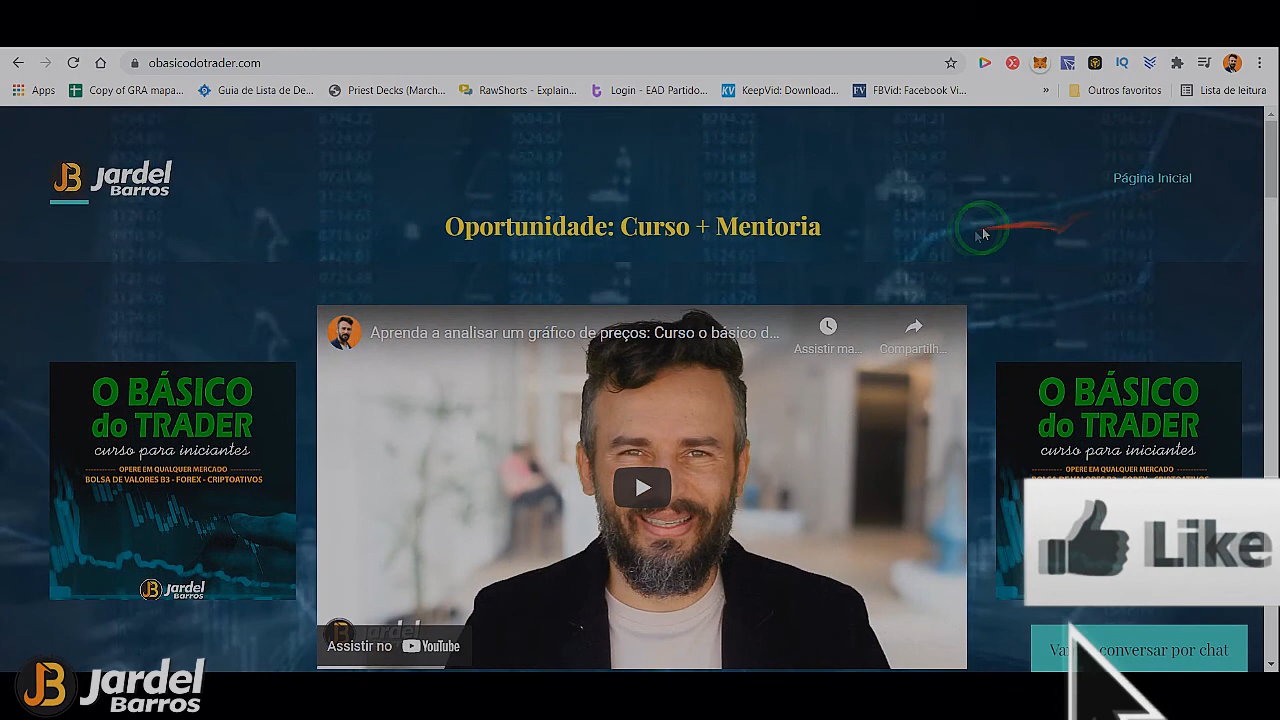 obasicodotrader.com
IQ
Apps
Copy of GRA mapa...
Guia de Lista de De...
Priest Decks (March...
RawShorts - Explain...
Login - EAD Partido...
KV
KeepVid: Download...
FV
FBVid: Facebook Vi...
»
Outros favoritos
Lista de leitura
Jardel
Barros
Página Inicial
Oportunidade: Curso + Mentoria
Aprenda a analisar um gráfico de preços: Curso o básico d...
Assistir ma...
Compartilh...
O BÁSICO
do TRADER
curso para iniciantes
OPERE EM QUALQUER MERCADO
BOLSA DE VALORES B3 - FOREX - CRIPTOATIVOS
Jardel
BARROS
Assistir no YouTube
O BÁSICO
do TRADER
curso para iniciantes
OPERE EM QUALQUER MERCADO
Like
conversar por chat
Jardel
BARROS